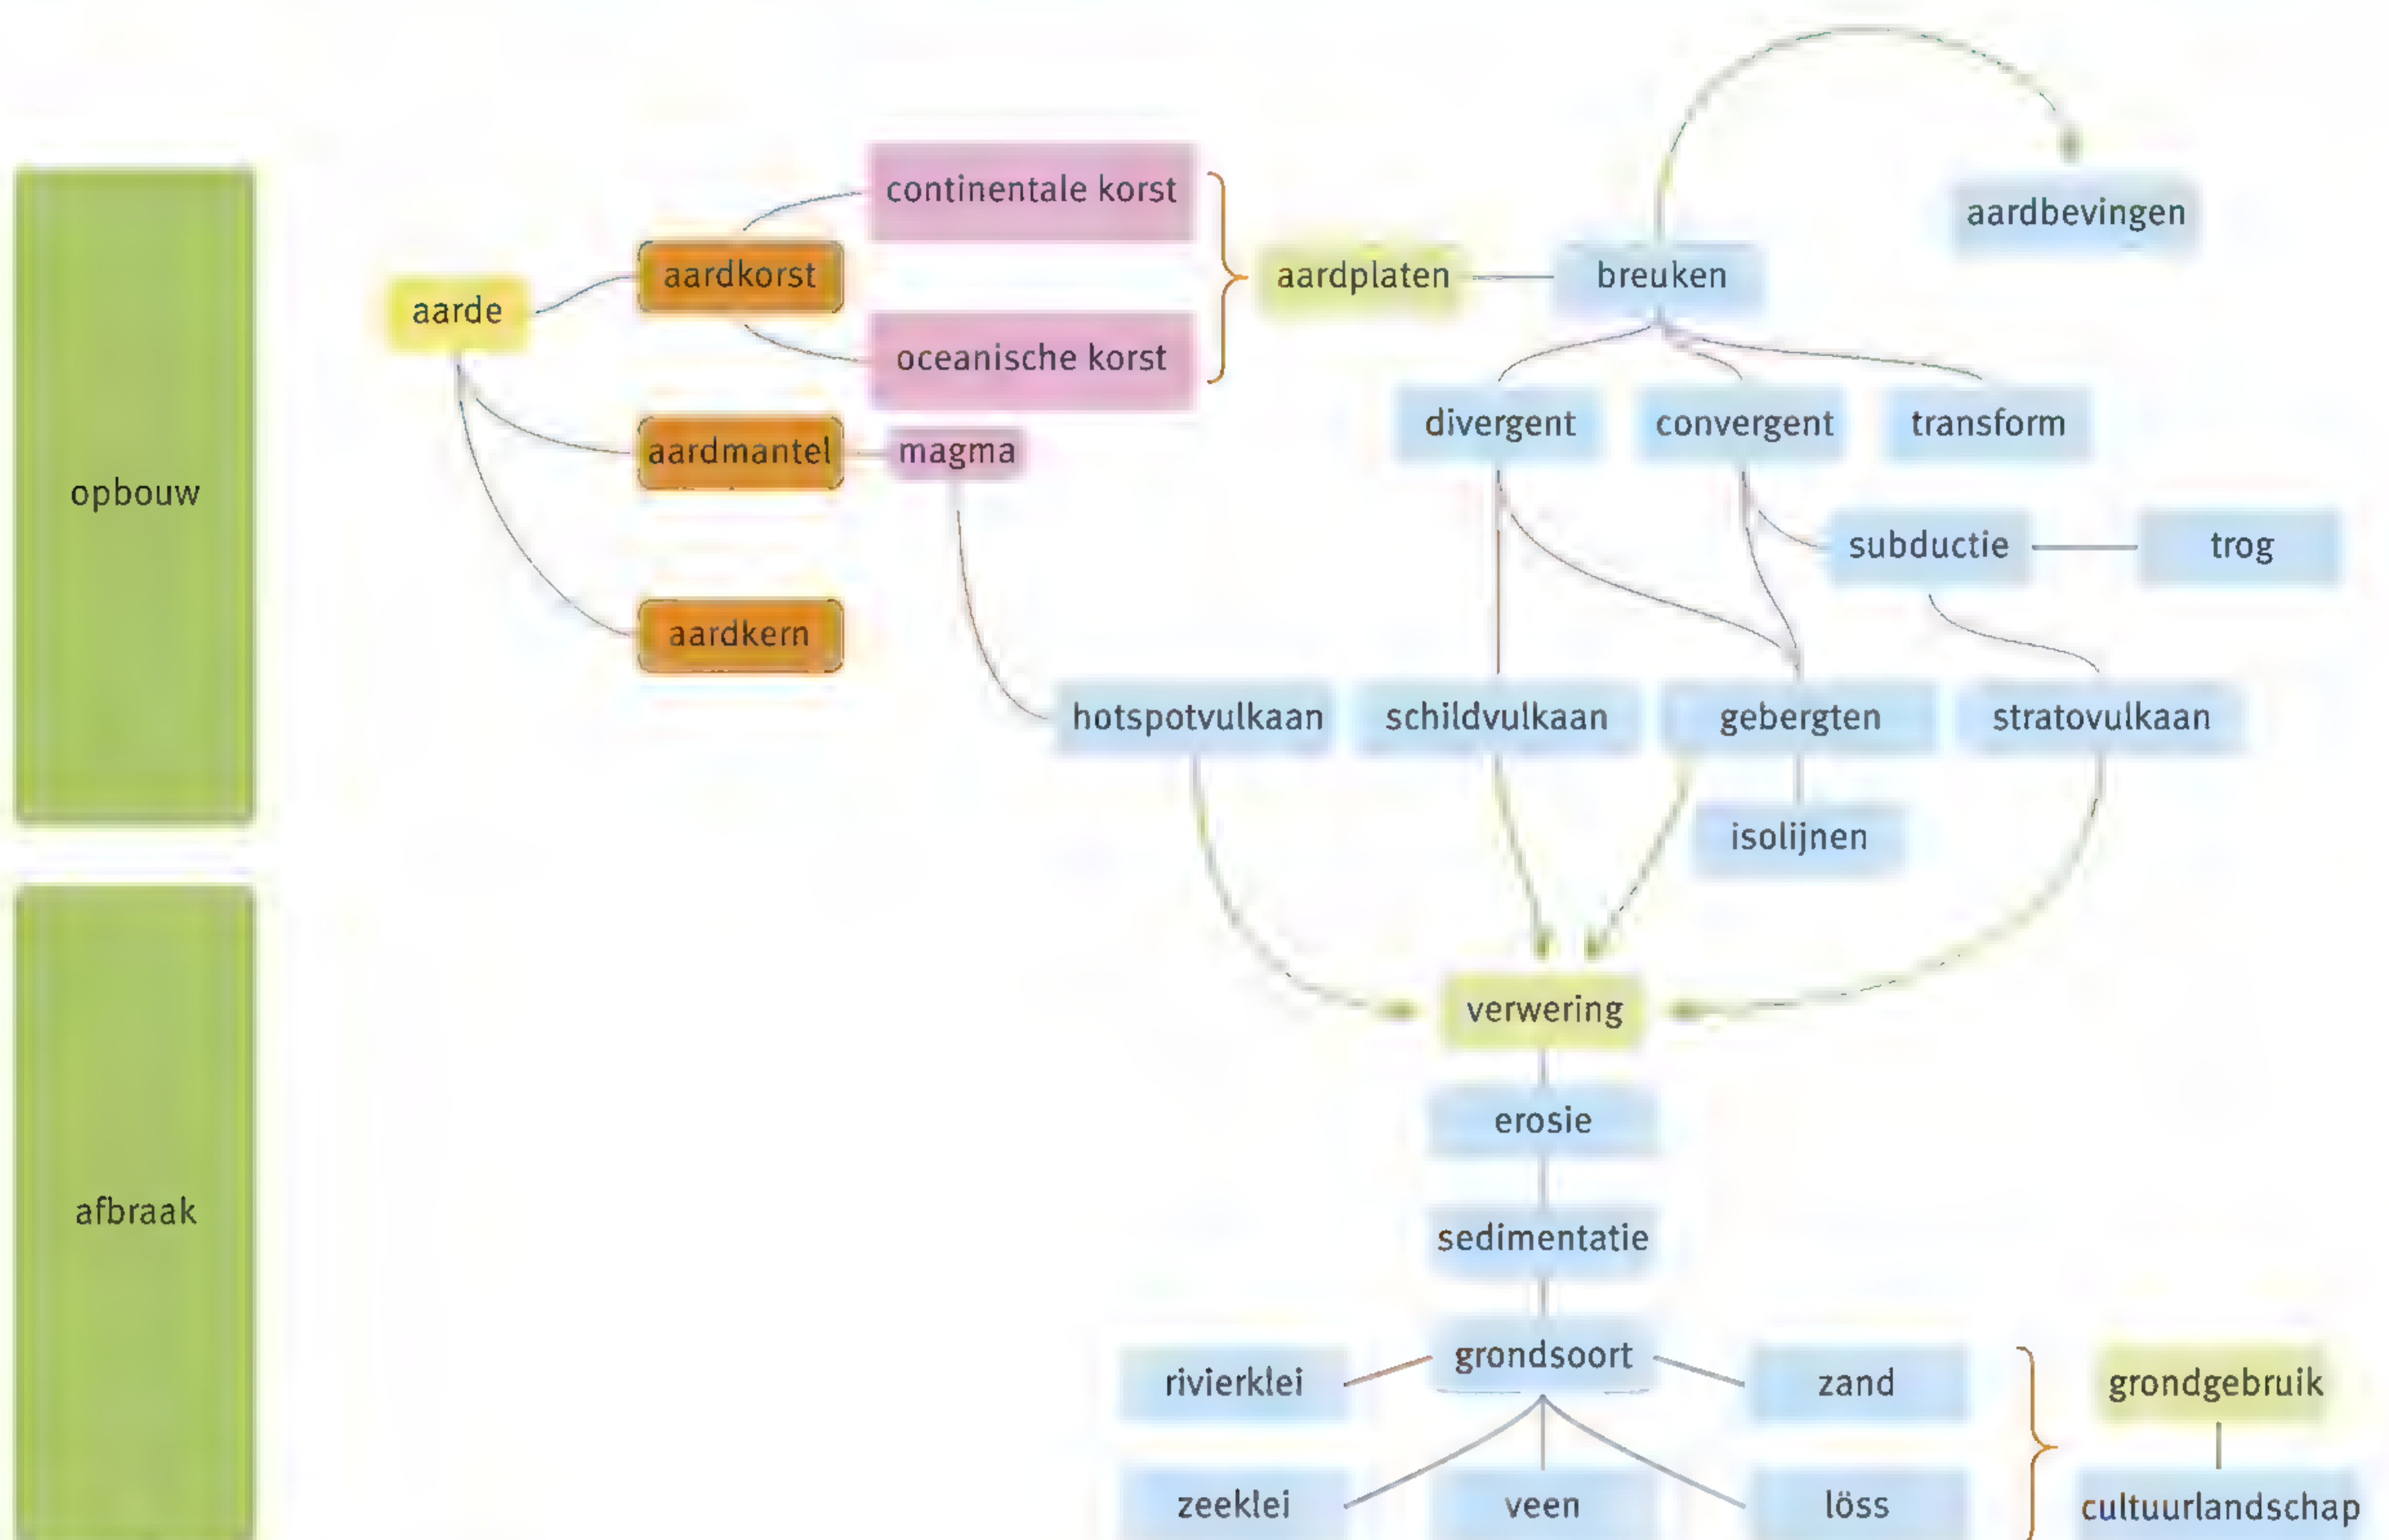 opbouw
aarde
aardkorst
continentale korst
oceanische korst
aardmantel
magma
aardkern
aardplaten
breuken
aardbevingen
divergent
convergent
transform
subductie
trog
hotspotvulkaan
schildvulkaan
gebergten
stratovulkaan
isolijnen
afbraak
verwering
erosie
sedimentatie
grondsoort
rivierklei
zand
grondgebruik
zeeklei
veen
löss
cultuurlandschap